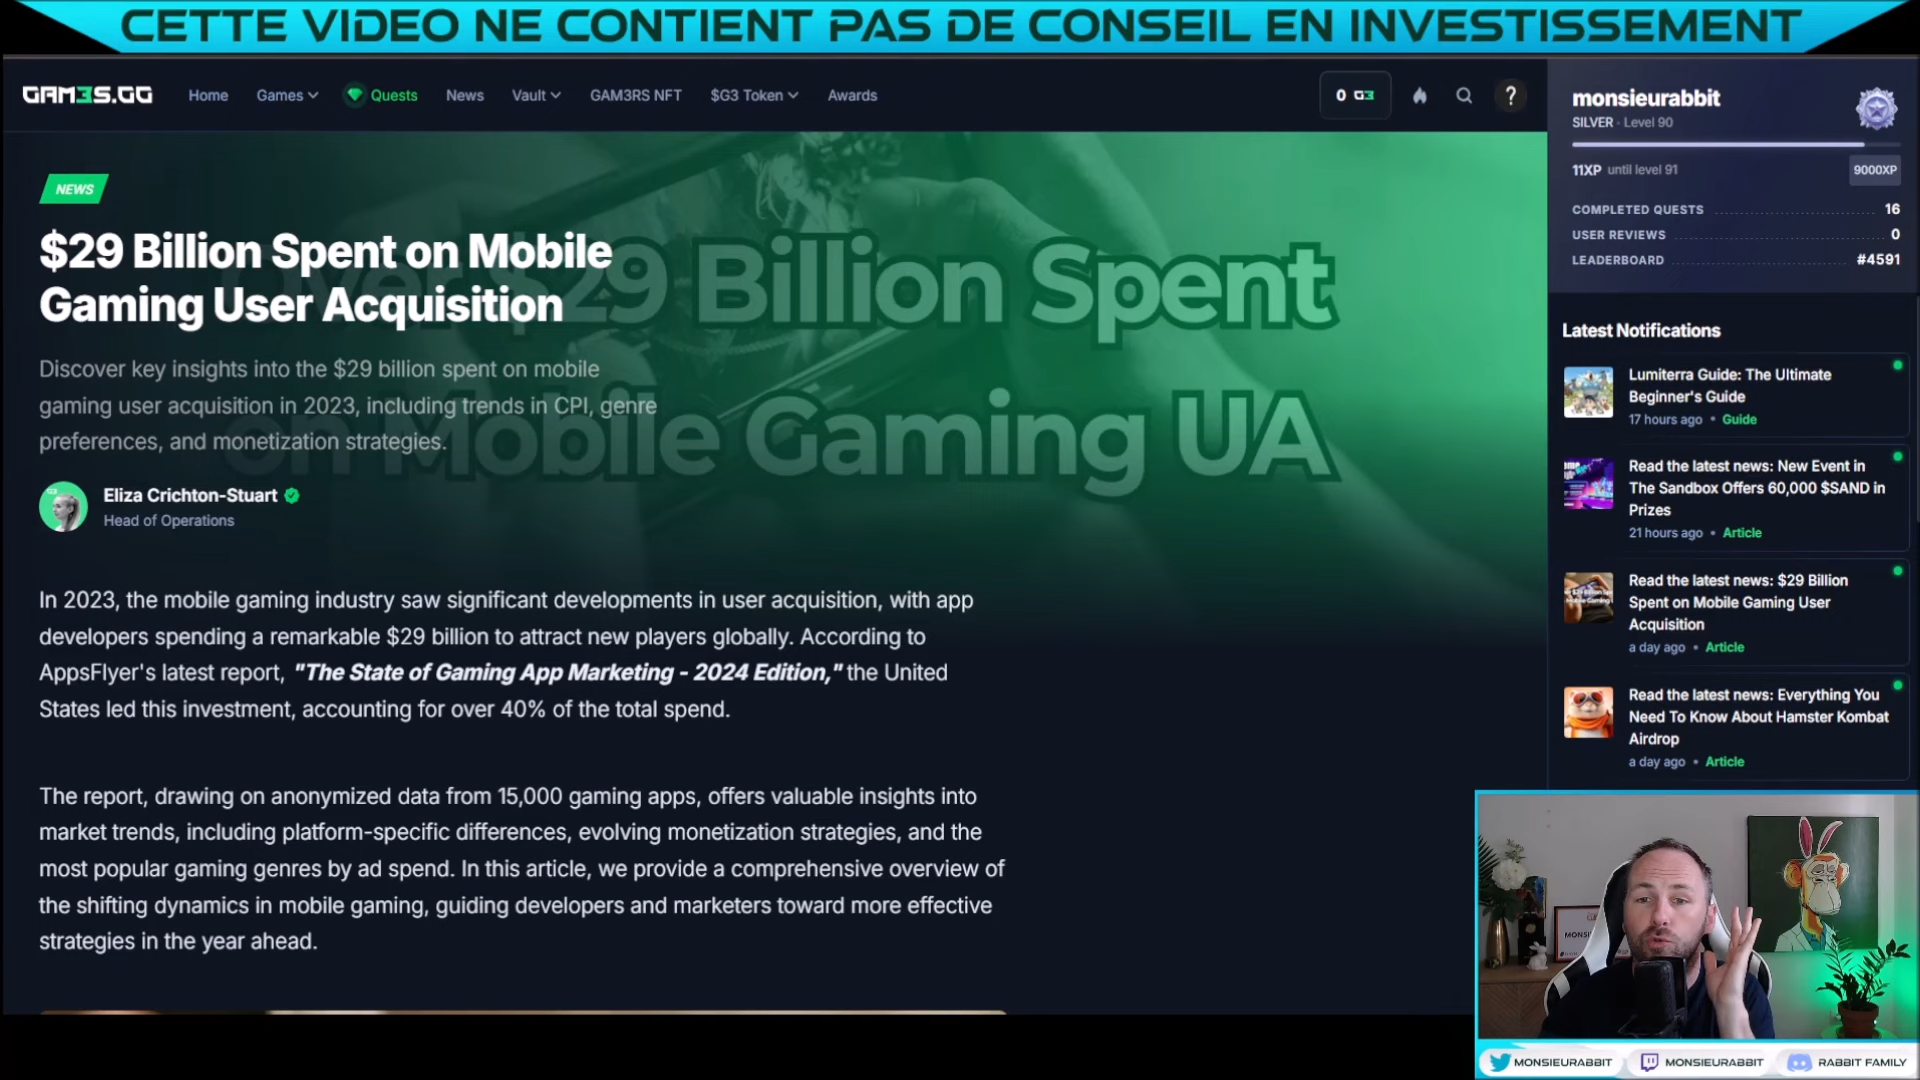 CETTE VIDEO NE CONTIENT PAS DE CONSEIL EN INVESTISSEMENT
GAM3S.GG
Home
Games
Quests
News
Vault
GAM3RS NFT
$G3 Token
Awards
0 G3
?
NEWS
$29 Billion Spent on Mobile
Gaming User Acquisition
Over $29 Billion Spent
on Mobile Gaming UA
Discover key insights into the $29 billion spent on mobile
gaming user acquisition in 2023, including trends in CPI, genre
preferences, and monetization strategies.
Eliza Crichton-Stuart
Head of Operations
In 2023, the mobile gaming industry saw significant developments in user acquisition, with app
developers spending a remarkable $29 billion to attract new players globally. According to
AppsFlyer's latest report, "The State of Gaming App Marketing - 2024 Edition," the United
States led this investment, accounting for over 40% of the total spend.
The report, drawing on anonymized data from 15,000 gaming apps, offers valuable insights into
market trends, including platform-specific differences, evolving monetization strategies, and the
most popular gaming genres by ad spend. In this article, we provide a comprehensive overview of
the shifting dynamics in mobile gaming, guiding developers and marketers toward more effective
strategies in the year ahead.
monsieurabbit
SILVER · Level 90
11XP until level 91
9000XP
COMPLETED QUESTS 16
USER REVIEWS 0
LEADERBOARD #4591
Latest Notifications
Lumiterra Guide: The Ultimate
Beginner's Guide
17 hours ago • Guide
Read the latest news: New Event in
The Sandbox Offers 60,000 $SAND in
Prizes
21 hours ago • Article
Read the latest news: $29 Billion
Spent on Mobile Gaming User
Acquisition
a day ago • Article
Read the latest news: Everything You
Need To Know About Hamster Kombat
Airdrop
a day ago • Article
MONSIEURABBIT
MONSIEURABBIT
RABBIT FAMILY